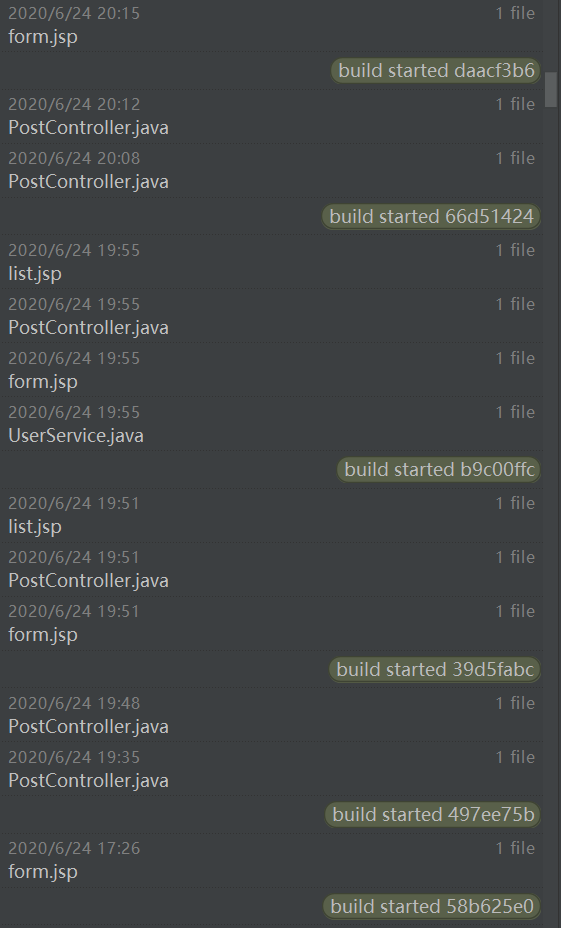 2020/6/24 20:15 1 file
form.jsp
build started daacf3b6
2020/6/24 20:12 1 file
PostController.java
2020/6/24 20:08 1 file
PostController.java
build started 66d51424
2020/6/24 19:55 1 file
list.jsp
2020/6/24 19:55 1 file
PostController.java
2020/6/24 19:55 1 file
form.jsp
2020/6/24 19:55 1 file
UserService.java
build started b9c00ffc
2020/6/24 19:51 1 file
list.jsp
2020/6/24 19:51 1 file
PostController.java
2020/6/24 19:51 1 file
form.jsp
build started 39d5fabc
2020/6/24 19:48 1 file
PostController.java
2020/6/24 19:35 1 file
PostController.java
build started 497ee75b
2020/6/24 17:26 1 file
form.jsp
build started 58b625e0